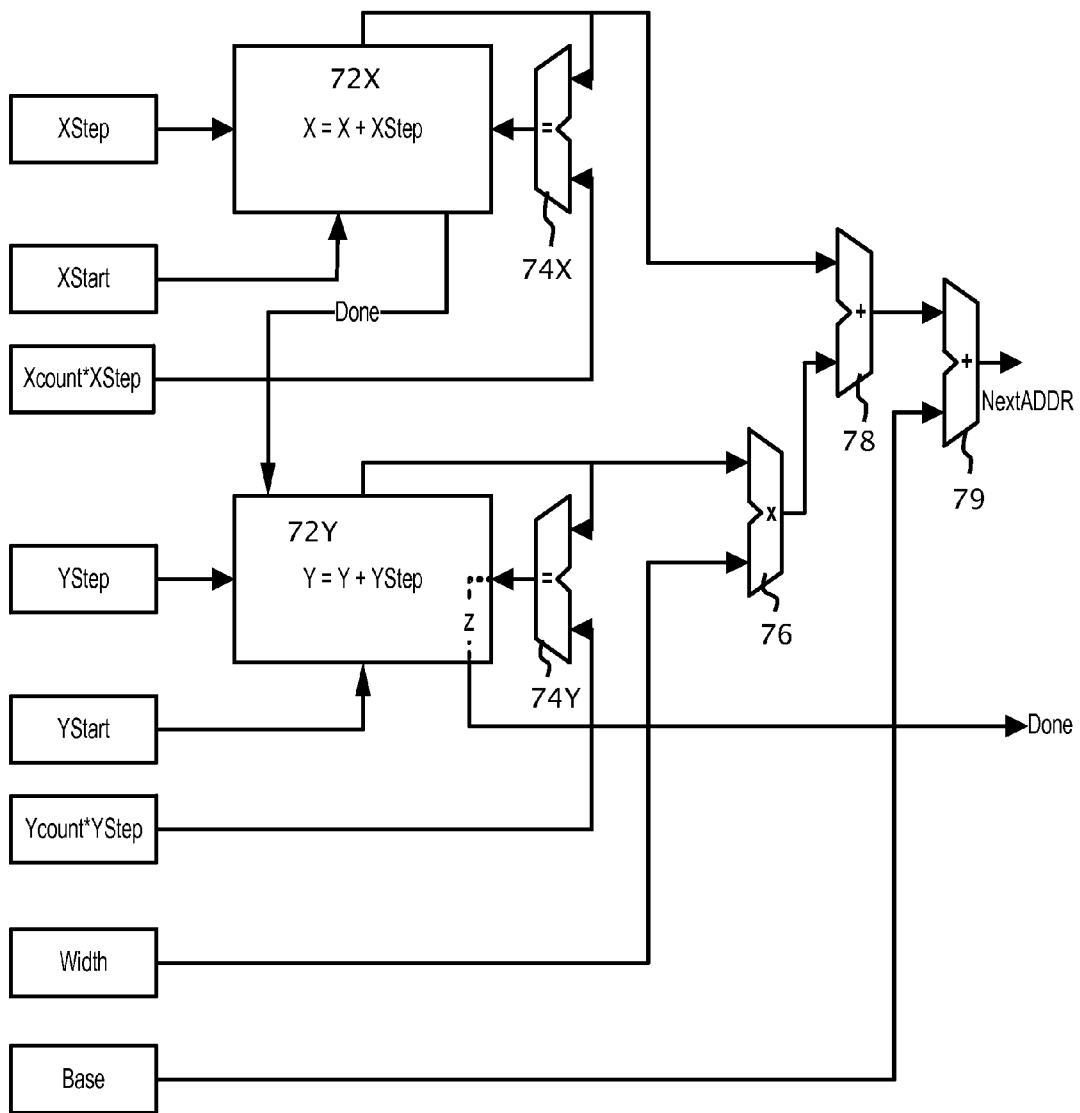 72X
XStep
X = X + XStep
=
74X
XStart
Done
+
78
Xcount*XStep
+
NextADDR
79
72Y
YStep
Y = Y + YStep
=
x
z
76
74Y
YStart
Done
Ycount*YStep
Width
Base